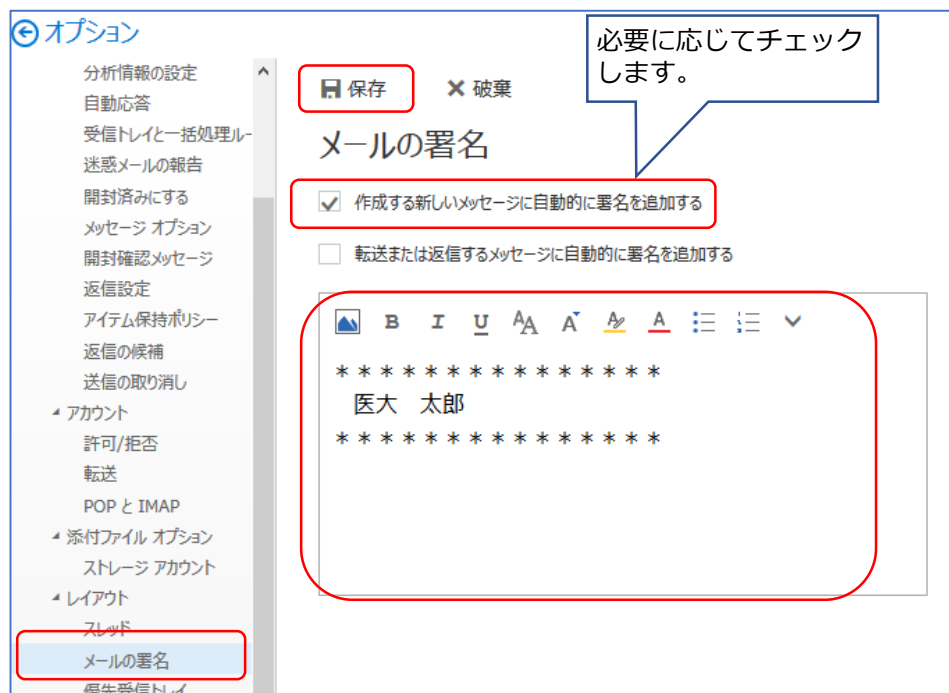 オプション
必要に応じてチェック
します。
分析情報の設定
自動応答
受信トレイと一括処理ルー
迷惑メールの報告
開封済みにする
メッセージ オプション
開封確認メッセージ
返信設定
アイテム保持ポリシー
返信の候補
送信の取り消し
アカウント
許可/拒否
転送
POP と IMAP
添付ファイル オプション
ストレージ アカウント
レイアウト
スレッド
メールの署名
優先受信トレイ
保存 破棄
メールの署名
作成する新しいメッセージに自動的に署名を追加する
転送または返信するメッセージに自動的に署名を追加する
B I U AA A A A
＊＊＊＊＊＊＊＊＊＊＊＊＊＊＊
医大　太郎
＊＊＊＊＊＊＊＊＊＊＊＊＊＊＊